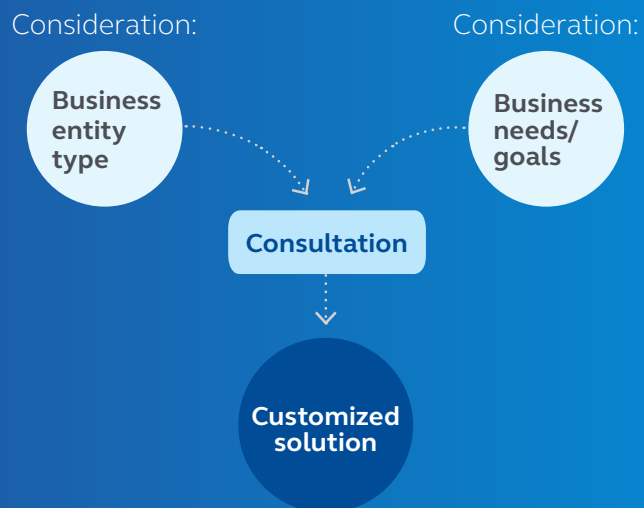 Consideration:
Consideration:
Business
entity
type
Business
needs/
goals
Consultation
Customized
solution